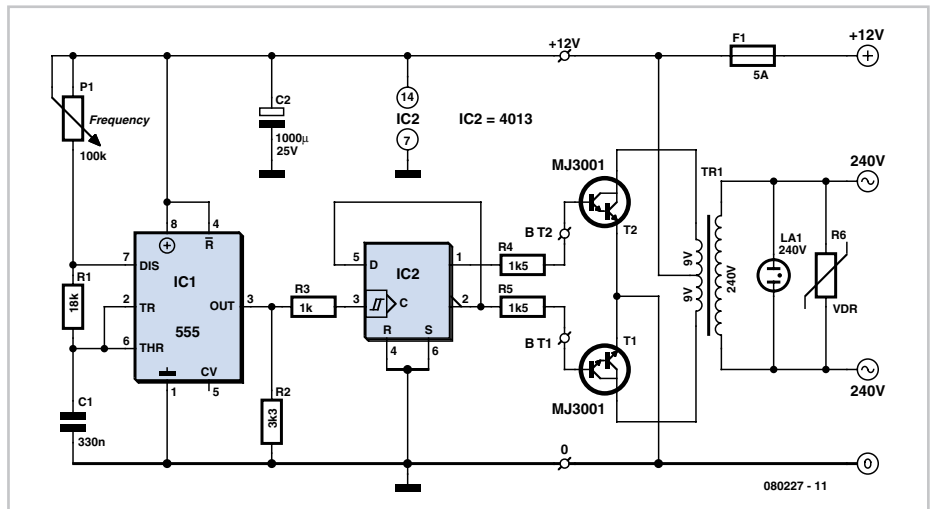 +12V
F1
5A
+12V
P1
Frequency
100k
C2
1000µ
25V
14
IC2
7
IC2 = 4013
MJ3001
T2
B T2
TR1
240V
8
4
R
7
DIS
R1
18k
2
TR
6
THR
IC1
555
OUT
3
CV
1
5
R3
1k
5
D
IC2
1
3
C
2
R
S
4
6
R4
1k5
R5
1k5
B T1
T1
MJ3001
9V
9V
240V
LA1
240V
R6
VDR
240V
C1
330n
R2
3k3
0
0
080227 - 11